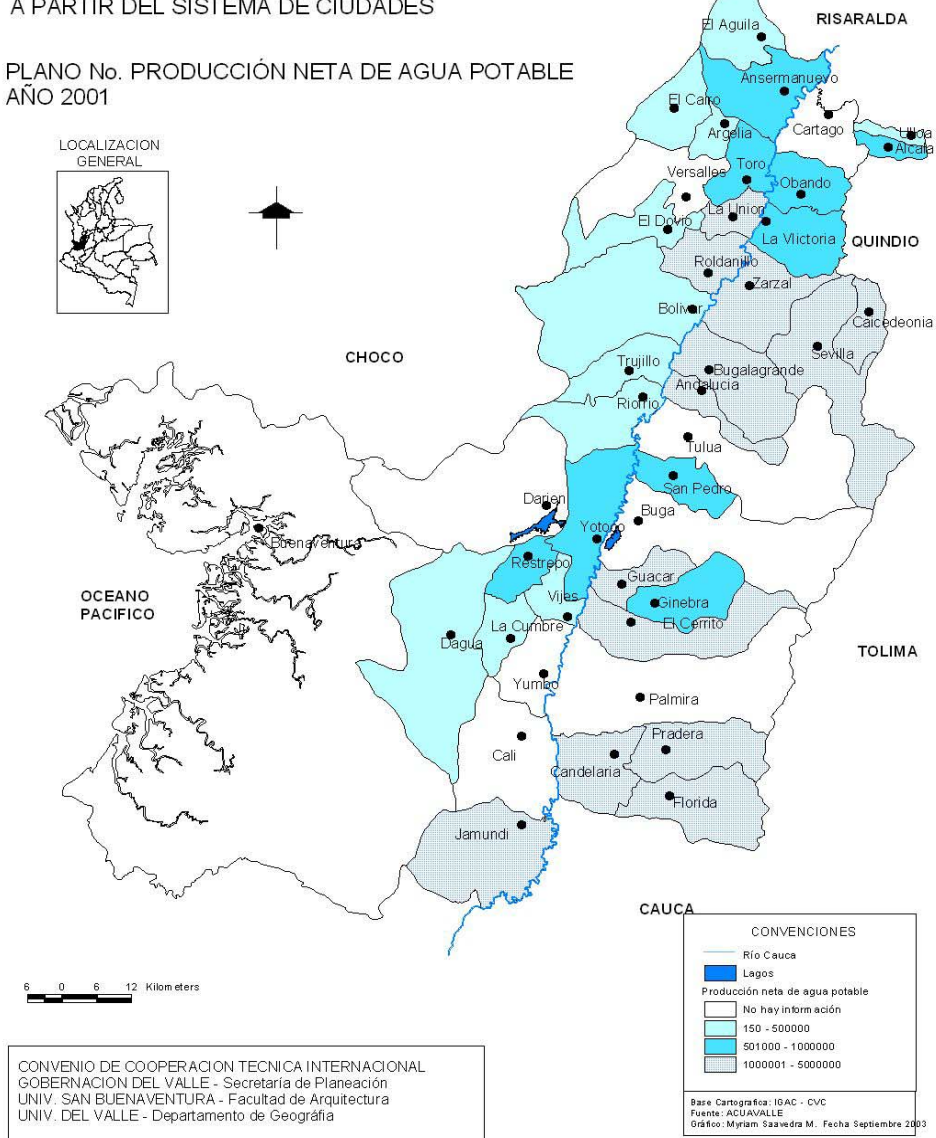 A PARTIR DEL SISTEMA DE CIUDADES
PLANO No. PRODUCCIÓN NETA DE AGUA POTABLE
AÑO 2001
LOCALIZACION
GENERAL
RISARALDA
El Aguila
Ansermanuevo
El Cairo
Argelia
Cartago
Ulloa
Alcala
Toro
Versalles
Obando
La Union
El Dovio
La VIictoria
QUINDIO
Roldanillo
Zarzal
Bolivar
Caicedeonia
CHOCO
Sevilla
Trujillo
Bugalagrande
Andalucia
Riofrio
Tulua
San Pedro
Darien
Buga
Yotoco
Buenaventura
Restrepo
Guacar
OCEANO
PACIFICO
Vijes
Ginebra
La Cumbre
El Cerrito
Dagua
TOLIMA
Yumbo
Palmira
Pradera
Cali
Candelaria
Florida
Jamundi
CAUCA
CONVENCIONES
Río Cauca
Lagos
Producción neta de agua potable
No hay información
150 - 500000
501000 - 1000000
1000001 - 5000000
Base Cartografica: IGAC - CVC
Fuente: ACUAVALLE
Gráfico: Myriam Saavedra M. Fecha Septiembre 2003
6 0 6 12 Kilometers
CONVENIO DE COOPERACION TECNICA INTERNACIONAL
GOBERNACION DEL VALLE - Secretaría de Planeación
UNIV. SAN BUENAVENTURA - Facultad de Arquitectura
UNIV. DEL VALLE - Departamento de Geográfia